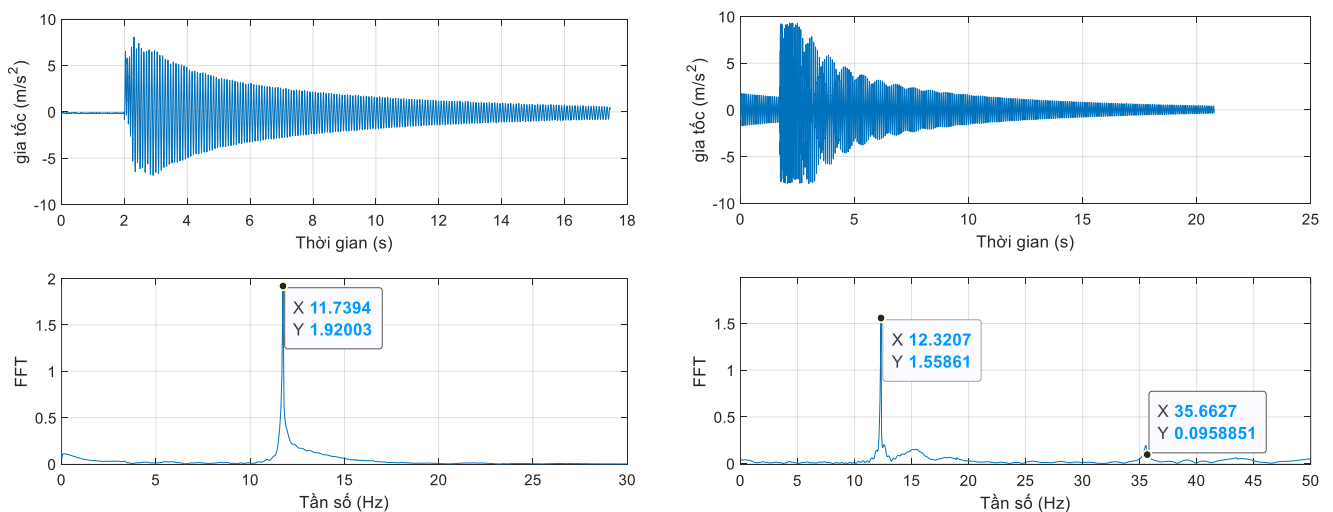 10
5
0
-5
-10
gia tốc (m/s²)
0 2 4 6 8 10 12 14 16 18
Thời gian (s)
10
5
0
-5
-10
gia tốc (m/s²)
0 5 10 15 20 25
Thời gian (s)
2
1.5
1
0.5
0
FFT
X 11.7394
Y 1.92003
0 5 10 15 20 25 30
Tần số (Hz)
1.5
1
0.5
0
FFT
X 12.3207
Y 1.55861
X 35.6627
Y 0.0958851
0 5 10 15 20 25 30 35 40 45 50
Tần số (Hz)